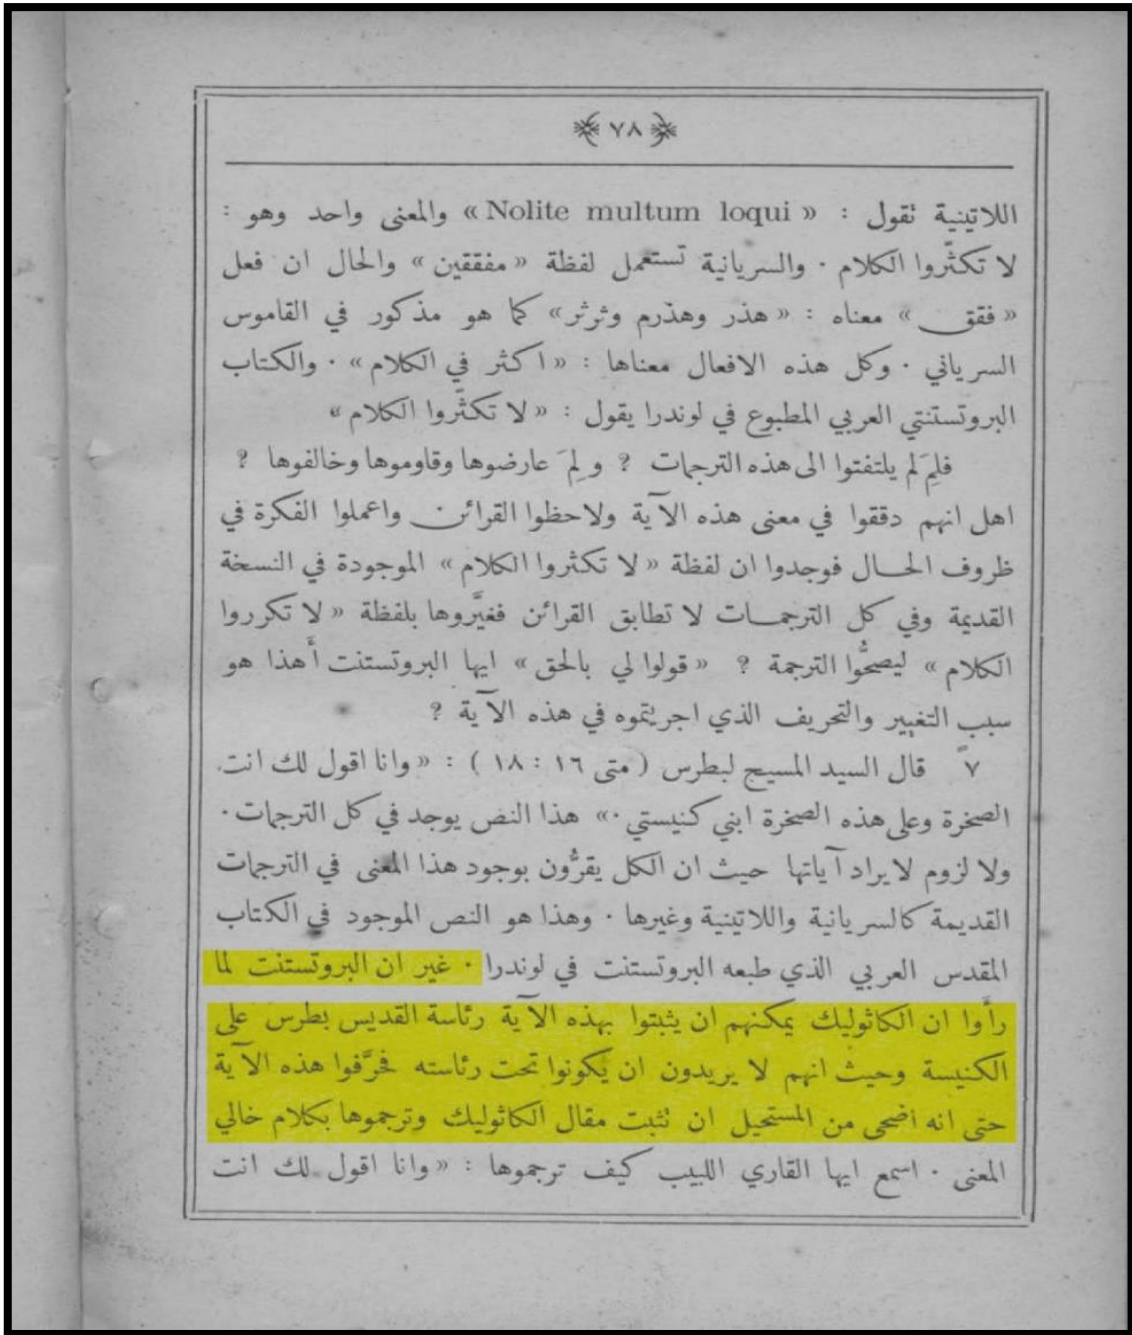 ﴿ ٧٨ ﴾
اللاتينية تقول : « Nolite multum loqui » والمعنى واحد وهو :
لا تكثّروا الكلام . والسريانية تستعمل لفظة « مفققين » والحال ان فعل
« فقق » معناه : « هذر وهذرم وثرثر » كما هو مذكور في القاموس
السرياني . وكل هذه الافعال معناها : « اكثر في الكلام » . والكتاب
البروتستنتي العربي المطبوع في لوندرا يقول : « لا تكثّروا الكلام »
فلِمَ لم يلتفتوا الى هذه الترجمات ? ولِمَ عارضوها وقاوموها وخالفوها ?
اهل انهم دققوا في معنى هذه الآية ولاحظوا القرائن واعملوا الفكرة في
ظروف الحال فوجدوا ان لفظة « لا تكثروا الكلام » الموجودة في النسخة
القديمة وفي كل الترجمات لا تطابق القرائن فغيَّروها بلفظة « لا تكرروا
الكلام » ليصحُّوا الترجمة ? « قولوا لي بالحق » ايها البروتستنت أَهذا هو
سبب التغيير والتحريف الذي اجريتموه في هذه الآية ?
٧ً قال السيد المسيح لبطرس ( متى ١٦ : ١٨ ) : « وانا اقول لك انت
الصخرة وعلى هذه الصخرة ابني كنيستي .» هذا النص يوجد في كل الترجمات .
ولا لزوم لايراد آياتها حيث ان الكل يقرُّون بوجود هذا المعنى في الترجمات
القديمة كالسريانية واللاتينية وغيرها . وهذا هو النص الموجود في الكتاب
المقدس العربي الذي طبعه البروتستنت في لوندرا . غير ان البروتستنت لما
رأَوا ان الكاثوليك يمكنهم ان يثبتوا بهذه الآية رئاسة القديس بطرس على
الكنيسة وحيث انهم لا يريدون ان يكونوا تحت رئاسته فحرَّفوا هذه الآية
حتى انه اضحى من المستحيل ان تثبت مقال الكاثوليك وترجموها بكلام خالي
المعنى . اسمع ايها القاري اللبيب كيف ترجموها : « وانا اقول لك انت